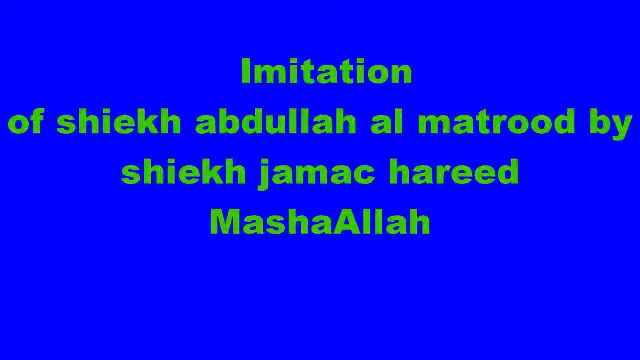 Imitation
of shiekh abdullah al matrood by
shiekh jamac hareed
MashaAllah